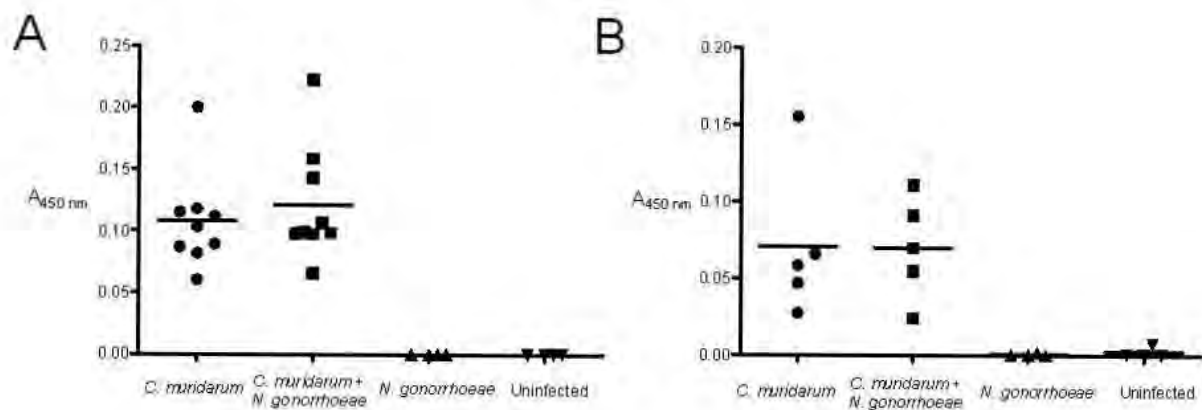 A
0.25
0.20
0.15
0.10
0.05
0.00
A450 nm
C. muridarum
C. muridarum +
N. gonorrhoeae
N. gonorrhoeae
Uninfected
B
0.20
0.15
0.10
0.05
0.00
A450 nm
C. muridarum
C. muridarum +
N. gonorrhoeae
N. gonorrhoeae
Uninfected